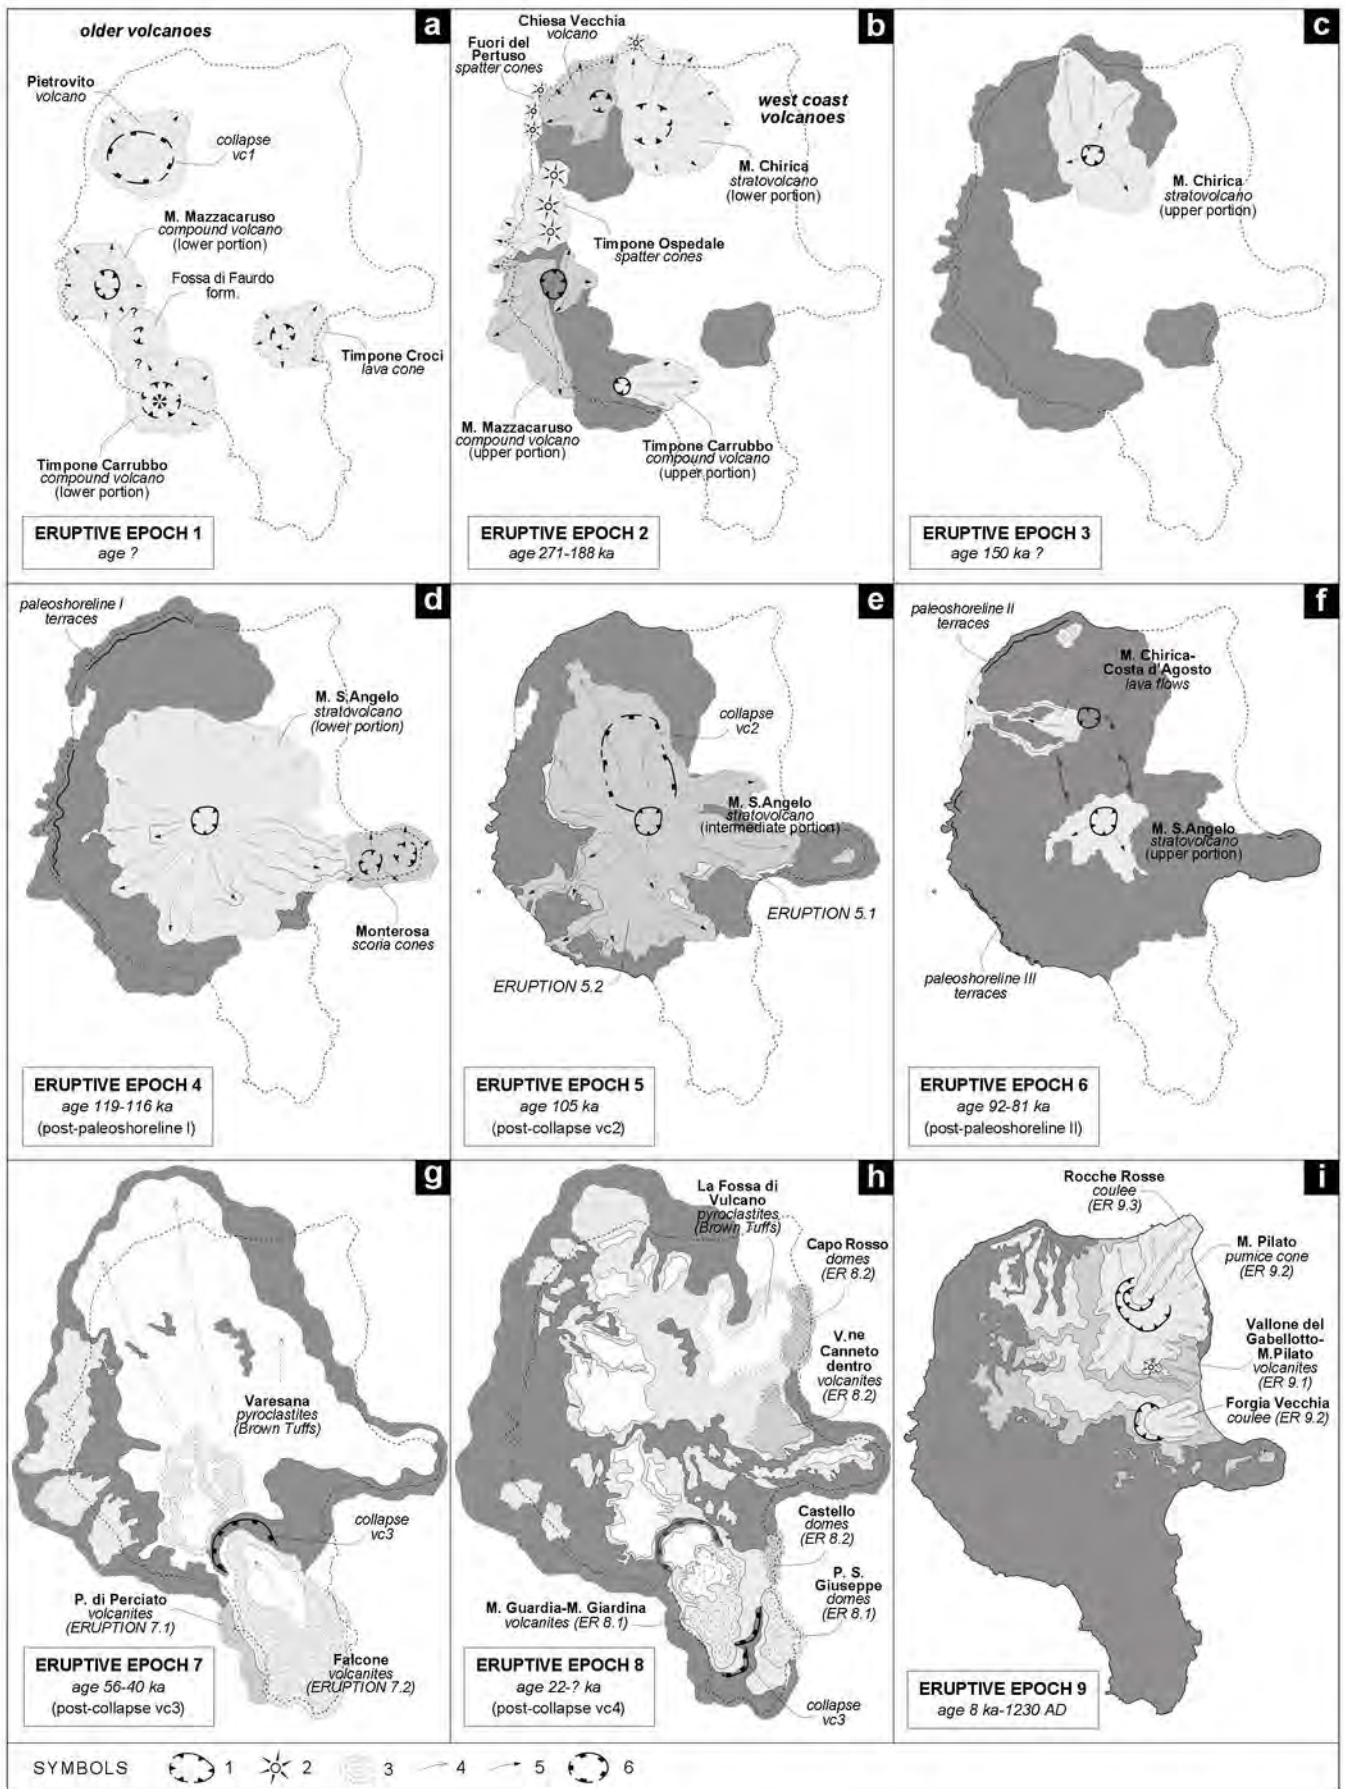 a
older volcanoes
Pietrovito
volcano
collapse
vc1
M. Mazzacaruso
compound volcano
(lower portion)
Fossa di Faurdo
form.
?
?
Timpone Croci
lava cone
Timpone Carrubbo
compound volcano
(lower portion)
ERUPTIVE EPOCH 1
age ?
b
Chiesa Vecchia
volcano
Fuori del
Pertuso
spatter cones
west coast
volcanoes
M. Chirica
stratovolcano
(lower portion)
Timpone Ospedale
spatter cones
M. Mazzacaruso
compound volcano
(upper portion)
Timpone Carrubbo
compound volcano
(upper portion)
ERUPTIVE EPOCH 2
age 271-188 ka
c
M. Chirica
stratovolcano
(upper portion)
ERUPTIVE EPOCH 3
age 150 ka ?
d
paleoshoreline I
terraces
M. S.Angelo
stratovolcano
(lower portion)
Monterosa
scoria cones
ERUPTIVE EPOCH 4
age 119-116 ka
(post-paleoshoreline I)
e
collapse
vc2
M. S.Angelo
stratovolcano
(intermediate portion)
ERUPTION 5.1
ERUPTION 5.2
ERUPTIVE EPOCH 5
age 105 ka
(post-collapse vc2)
f
paleoshoreline II
terraces
M. Chirica-
Costa d'Agosto
lava flows
M. S.Angelo
stratovolcano
(upper portion)
paleoshoreline III
terraces
ERUPTIVE EPOCH 6
age 92-81 ka
(post-paleoshoreline II)
g
Varesana
pyroclastites
(Brown Tuffs)
collapse
vc3
P. di Perciato
volcanites
(ERUPTION 7.1)
Falcone
volcanites
(ERUPTION 7.2)
ERUPTIVE EPOCH 7
age 56-40 ka
(post-collapse vc3)
h
La Fossa di
Vulcano
pyroclastites
(Brown Tuffs)
Capo Rosso
domes
(ER 8.2)
V.ne
Canneto
dentro
volcanites
(ER 8.2)
Castello
domes
(ER 8.2)
P. S.
Giuseppe
domes
(ER 8.1)
M. Guardia-M. Giardina
volcanites (ER 8.1)
collapse
vc3
ERUPTIVE EPOCH 8
age 22-? ka
(post-collapse vc4)
i
Rocche Rosse
coulee
(ER 9.3)
M. Pilato
pumice cone
(ER 9.2)
Vallone del
Gabellotto-
M.Pilato
volcanites
(ER 9.1)
Forgia Vecchia
coulee (ER 9.2)
ERUPTIVE EPOCH 9
age 8 ka-1230 AD
SYMBOLS 1 2 3 4 5 6